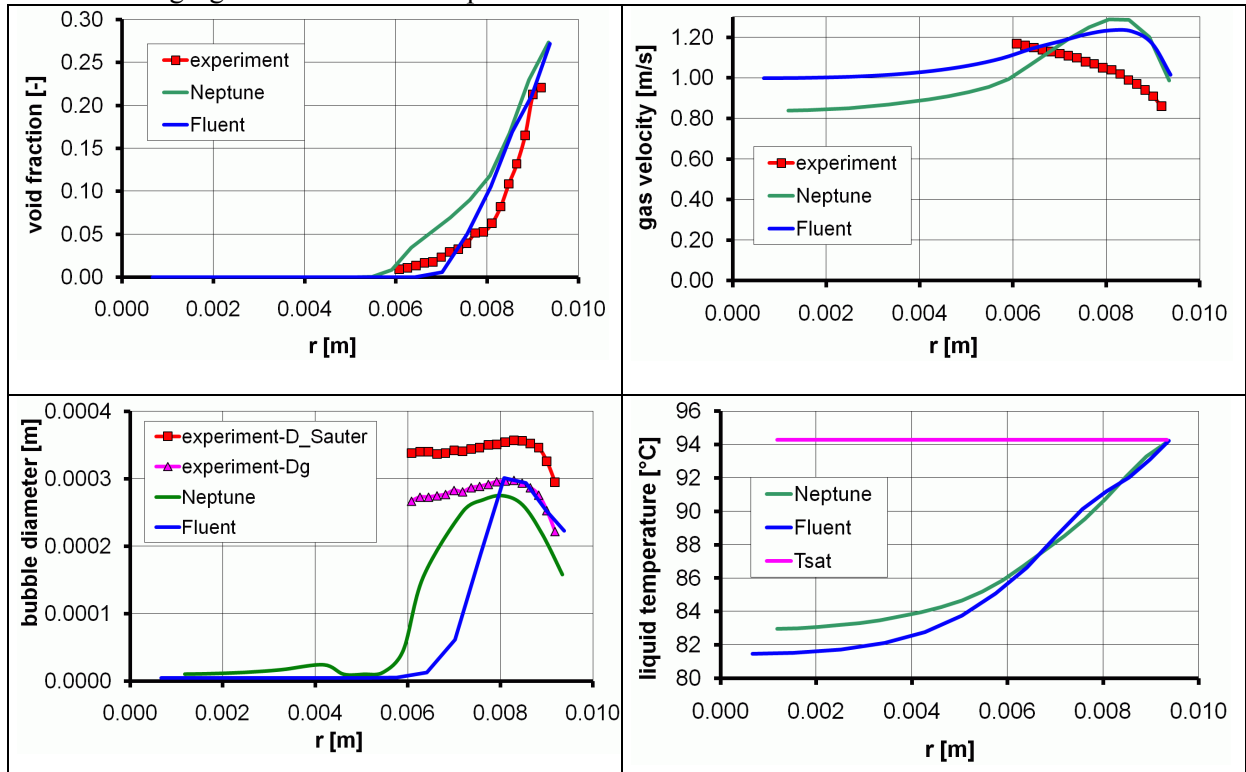 void fraction [-]
0.30
0.25
0.20
0.15
0.10
0.05
0.00
experiment
Neptune
Fluent
0.000 0.002 0.004 0.006 0.008 0.010
r [m]
gas velocity [m/s]
1.20
1.00
0.80
0.60
0.40
0.20
0.00
experiment
Neptune
Fluent
0.000 0.002 0.004 0.006 0.008 0.010
r [m]
bubble diameter [m]
0.0004
0.0003
0.0002
0.0001
0.0000
experiment-D_Sauter
experiment-Dg
Neptune
Fluent
0.000 0.002 0.004 0.006 0.008 0.010
r [m]
liquid temperature [°C]
96
94
92
90
88
86
84
82
80
Neptune
Fluent
Tsat
0.000 0.002 0.004 0.006 0.008 0.010
r [m]